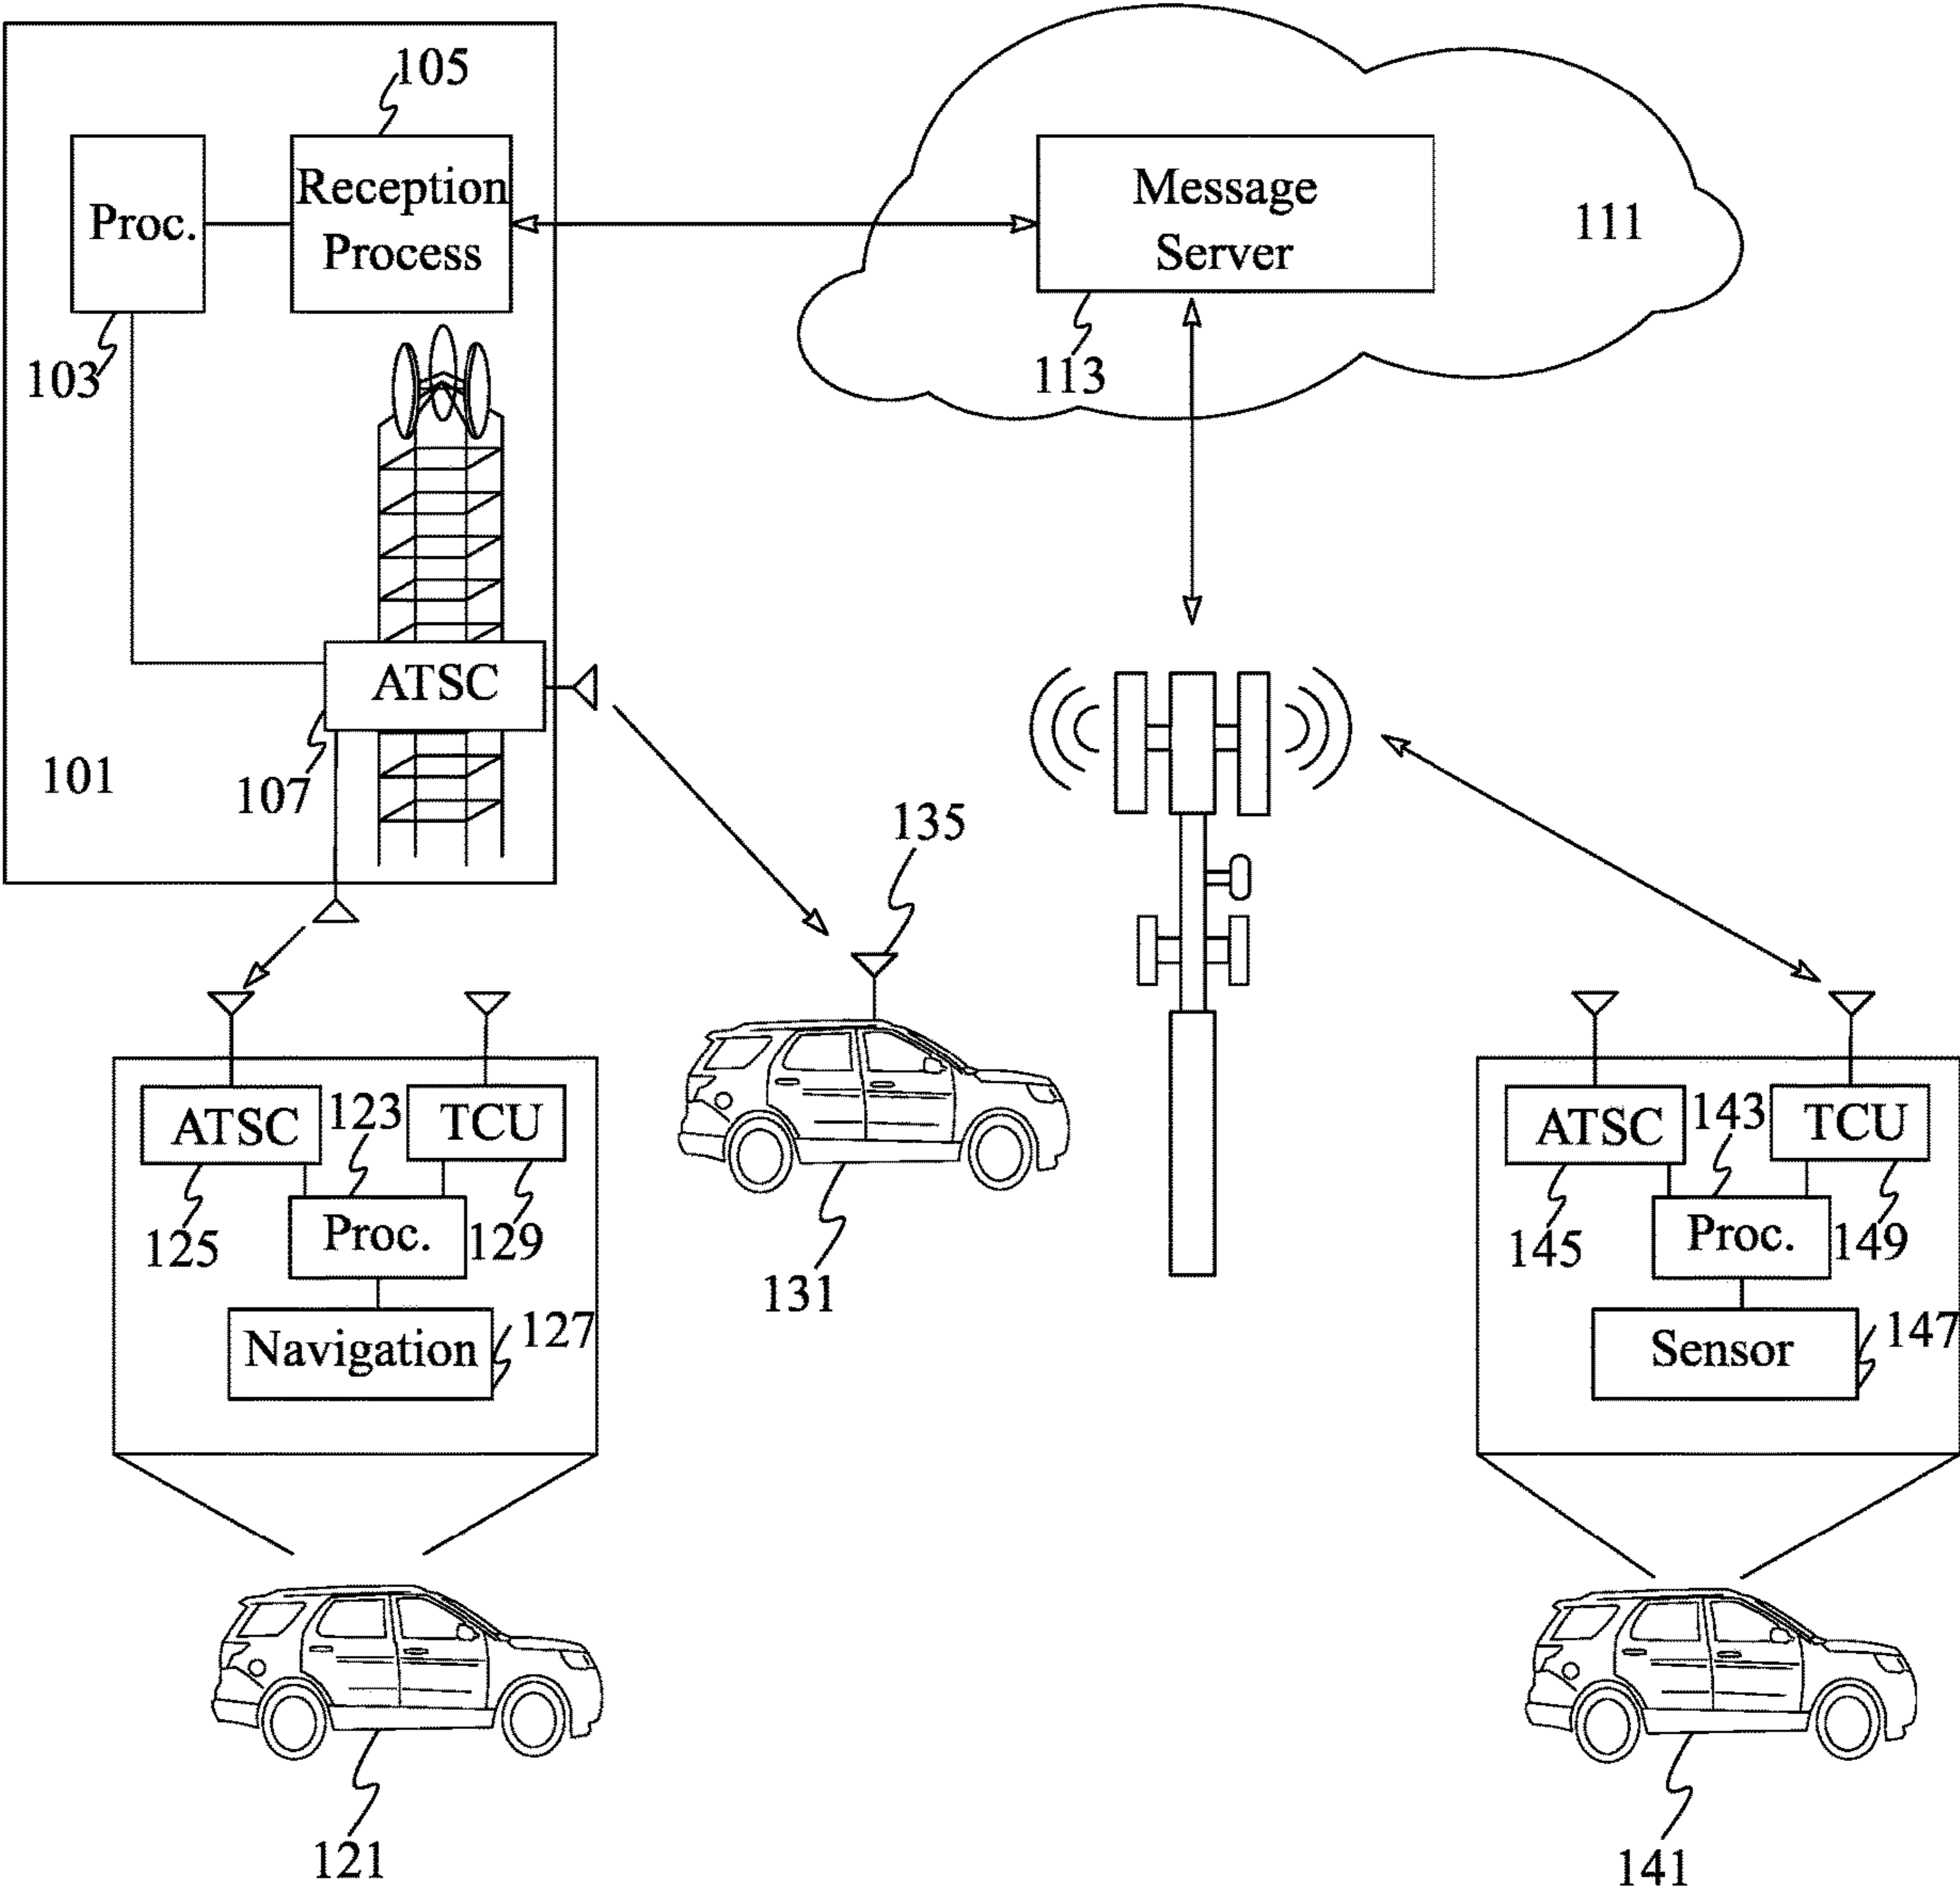 105
Proc.
Reception
Process
Message
Server
111
103
113
ATSC
101
107
135
ATSC
123
TCU
125
Proc.
129
131
Navigation
127
ATSC
143
TCU
145
Proc.
149
Sensor
147
121
141